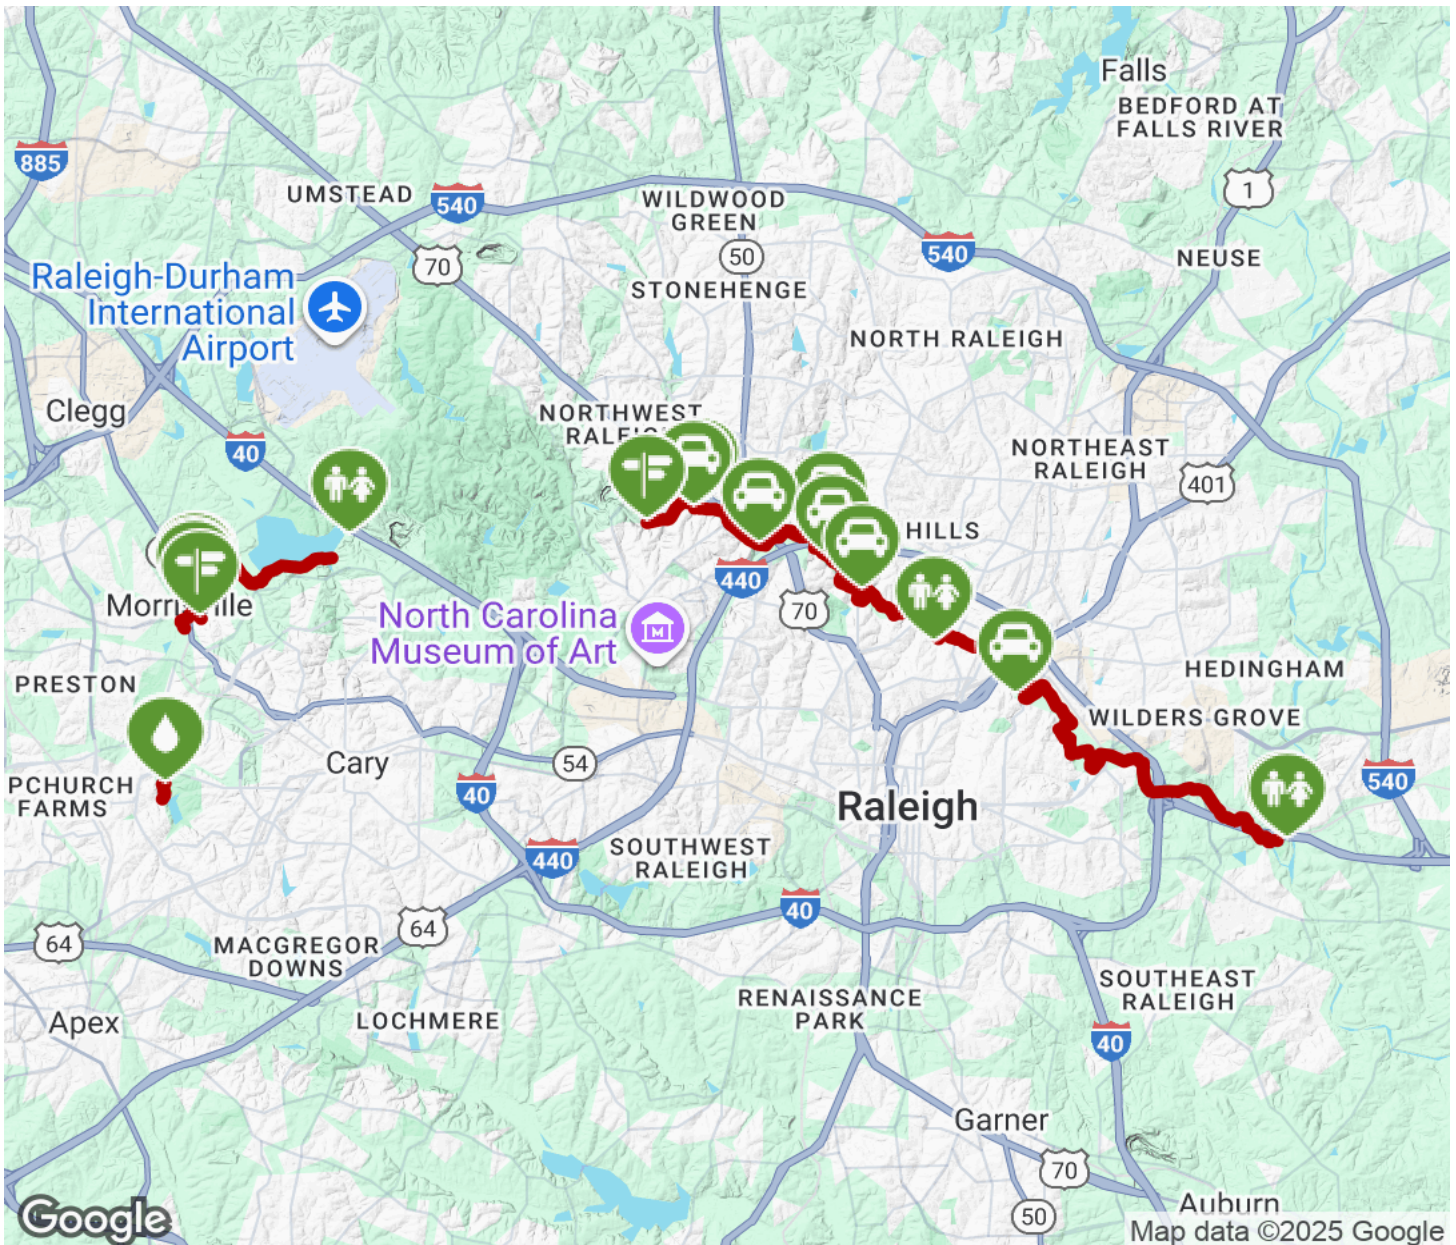 Falls
BEDFORD AT
FALLS RIVER
885
1
UMSTEAD
540
WILDWOOD
GREEN
50
540
NEUSE
70
Raleigh-Durham
International
Airport
STONEHENGE
NORTH RALEIGH
Clegg
NORTHWEST
40
NORTHEAST
RALEIGH
401
HILLS
440
70
North Carolina
Museum of Art
M
HEDINGHAM
PRESTON
WILDERS GROVE
Cary
54
PCHURCH
FARMS
40
540
Raleigh
440
SOUTHWEST
RALEIGH
40
64
64
MACGREGOR
DOWNS
SOUTHEAST
RALEIGH
RENAISSANCE
PARK
Apex
LOCHMERE
40
Garner
70
Auburn
50
Google
Map data ©2025 Google